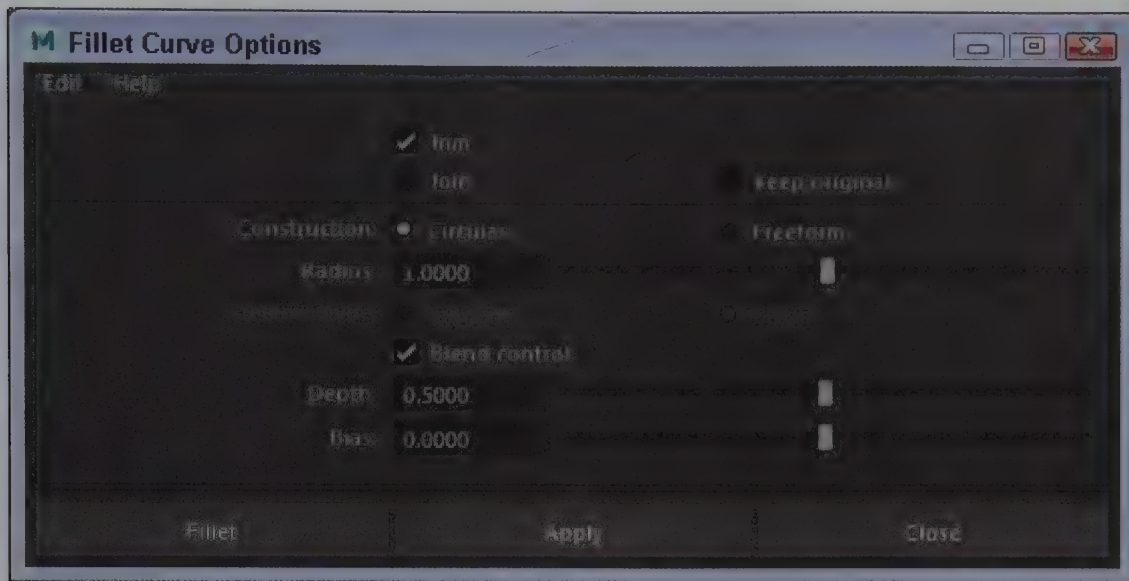 M Fillet Curve Options
Edit Help
Trim
Join Keep original
Construction: Circular Freeform
Radius: 1.0000
Blend control
Depth: 0.5000
Bias: 0.0000
Fillet Apply Close